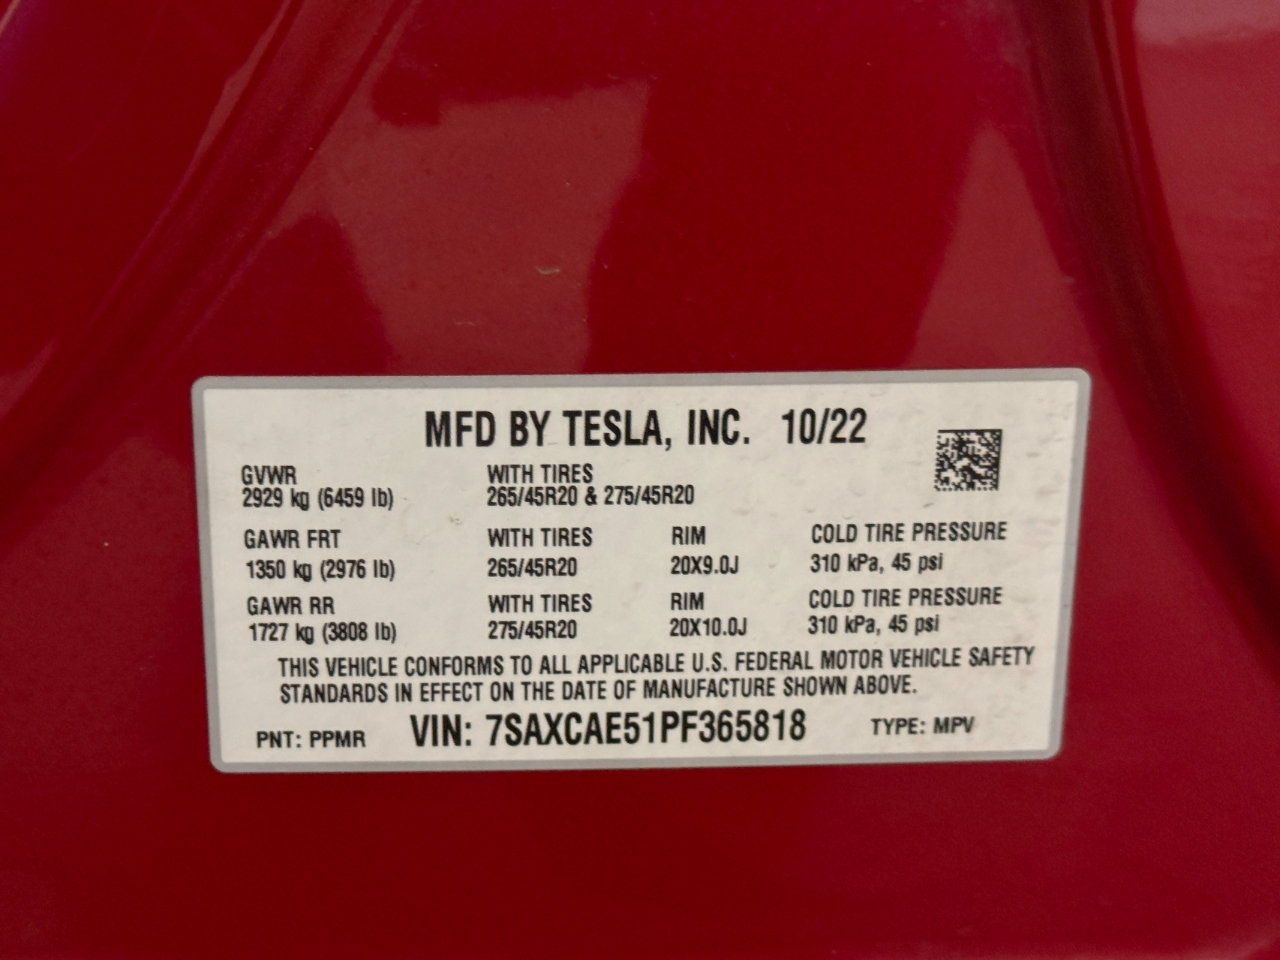 MFD BY TESLA, INC. 10/22
GVWR WITH TIRES
2929 kg (6459 lb) 265/45R20 & 275/45R20
GAWR FRT WITH TIRES RIM COLD TIRE PRESSURE
1350 kg (2976 lb) 265/45R20 20X9.0J 310 kPa, 45 psi
GAWR RR WITH TIRES RIM COLD TIRE PRESSURE
1727 kg (3808 lb) 275/45R20 20X10.0J 310 kPa, 45 psi
THIS VEHICLE CONFORMS TO ALL APPLICABLE U.S. FEDERAL MOTOR VEHICLE SAFETY
STANDARDS IN EFFECT ON THE DATE OF MANUFACTURE SHOWN ABOVE.
PNT: PPMR VIN: 7SAXCAE51PF365818 TYPE: MPV